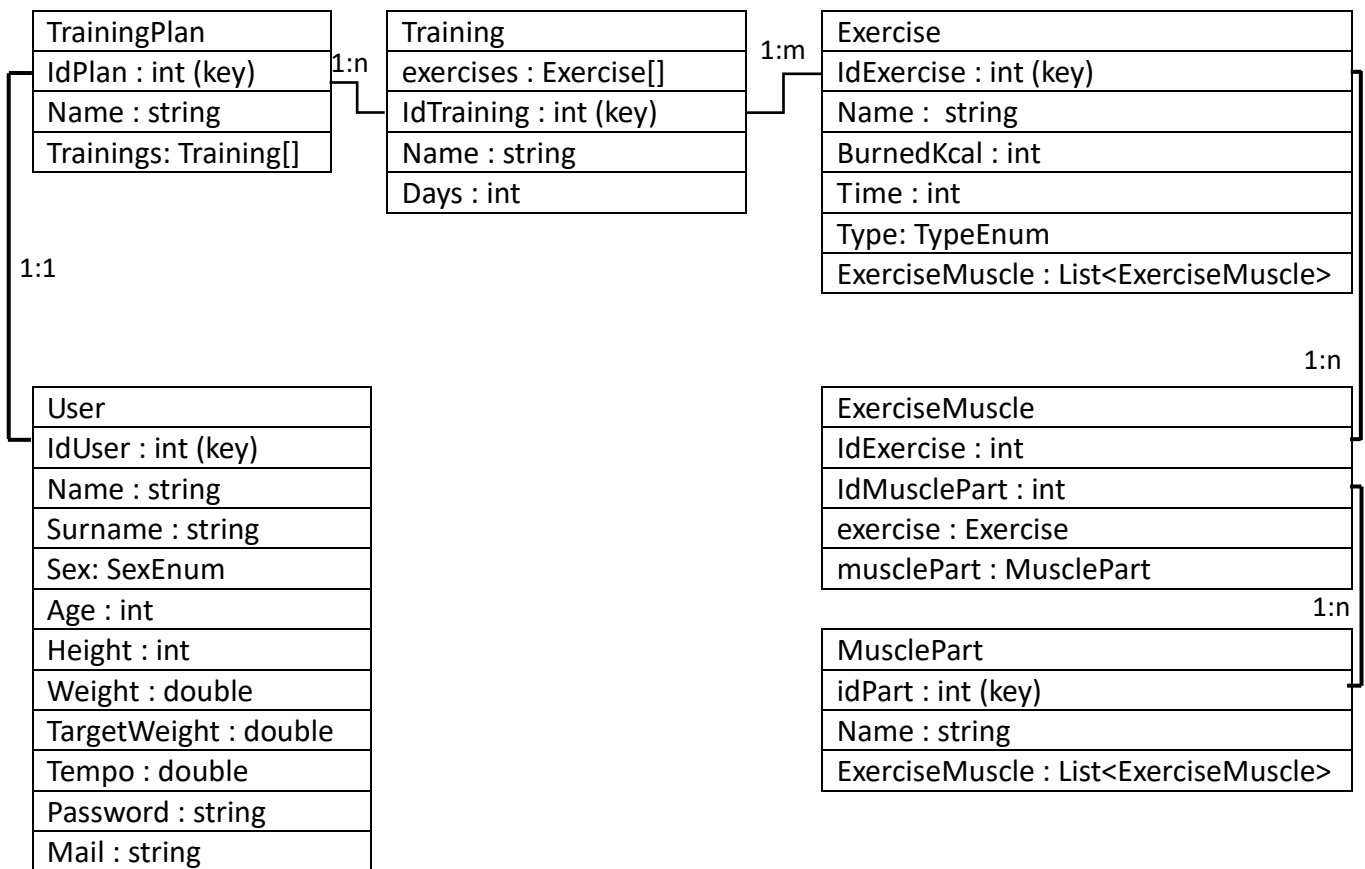 TrainingPlan
IdPlan : int (key)
Name : string
Trainings: Training[]
1:n
Training
exercises : Exercise[]
IdTraining : int (key)
Name : string
Days : int
1:m
Exercise
IdExercise : int (key)
Name :  string
BurnedKcal : int
Time : int
Type: TypeEnum
ExerciseMuscle : List<ExerciseMuscle>
1:1
1:n
User
IdUser : int (key)
Name : string
Surname : string
Sex: SexEnum
Age : int
Height : int
Weight : double
TargetWeight : double
Tempo : double
Password : string
Mail : string
ExerciseMuscle
IdExercise : int
IdMusclePart : int
exercise : Exercise
musclePart : MusclePart
1:n
MusclePart
idPart : int (key)
Name : string
ExerciseMuscle : List<ExerciseMuscle>